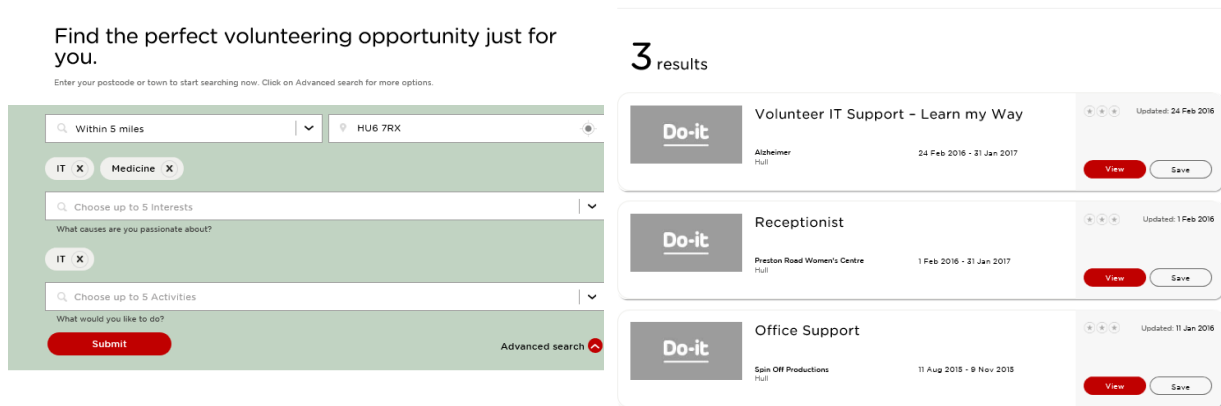 Find the perfect volunteering opportunity just for
you.
Enter your postcode or town to start searching now. Click on Advanced search for more options.
Within 5 miles
HU6 7RX
IT X
Medicine X
Choose up to 5 Interests
What causes are you passionate about?
IT X
Choose up to 5 Activities
What would you like to do?
Submit
Advanced search
3 results
Do-it
Volunteer IT Support – Learn my Way
Alzheimer
Hull
24 Feb 2016 - 31 Jan 2017
Updated: 24 Feb 2016
View
Save
Do-it
Receptionist
Preston Road Women's Centre
Hull
1 Feb 2016 - 31 Jan 2017
Updated: 1 Feb 2016
View
Save
Do-it
Office Support
Spin Off Productions
Hull
11 Aug 2015 - 9 Nov 2015
Updated: 11 Jan 2016
View
Save